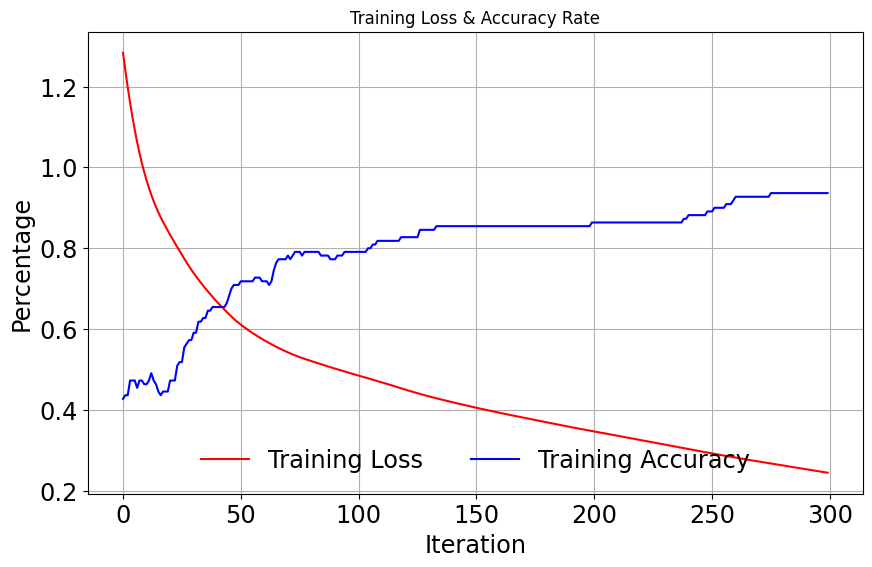 Training Loss & Accuracy Rate
1.2
1.0
0.8
0.6
0.4
0.2
Percentage
Training Loss
Training Accuracy
0 50 100 150 200 250 300
Iteration